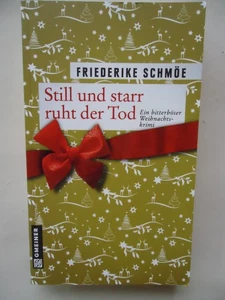 FRIEDERIKE SCHMÖE
Still und starr
ruht der Tod
Ein bitterböser
Weihnachts-
krimi
GMEINER